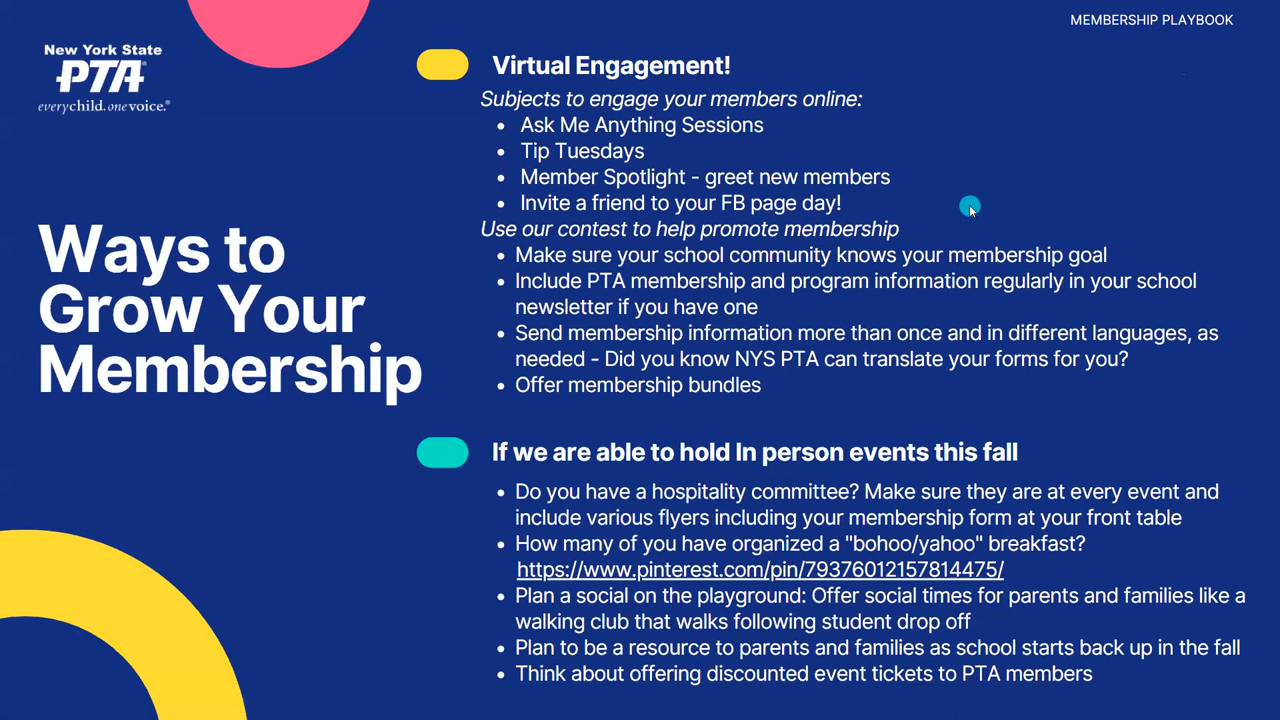 MEMBERSHIP PLAYBOOK
New York State
PTA®
everychild.onevoice.®
Ways to
Grow Your
Membership
Virtual Engagement!
Subjects to engage your members online:
• Ask Me Anything Sessions
• Tip Tuesdays
• Member Spotlight - greet new members
• Invite a friend to your FB page day!
Use our contest to help promote membership
• Make sure your school community knows your membership goal
• Include PTA membership and program information regularly in your school
newsletter if you have one
• Send membership information more than once and in different languages, as
needed - Did you know NYS PTA can translate your forms for you?
• Offer membership bundles
If we are able to hold In person events this fall
• Do you have a hospitality committee? Make sure they are at every event and
include various flyers including your membership form at your front table
• How many of you have organized a "bohoo/yahoo" breakfast?
https://www.pinterest.com/pin/79376012157814475/
• Plan a social on the playground: Offer social times for parents and families like a
walking club that walks following student drop off
• Plan to be a resource to parents and families as school starts back up in the fall
• Think about offering discounted event tickets to PTA members